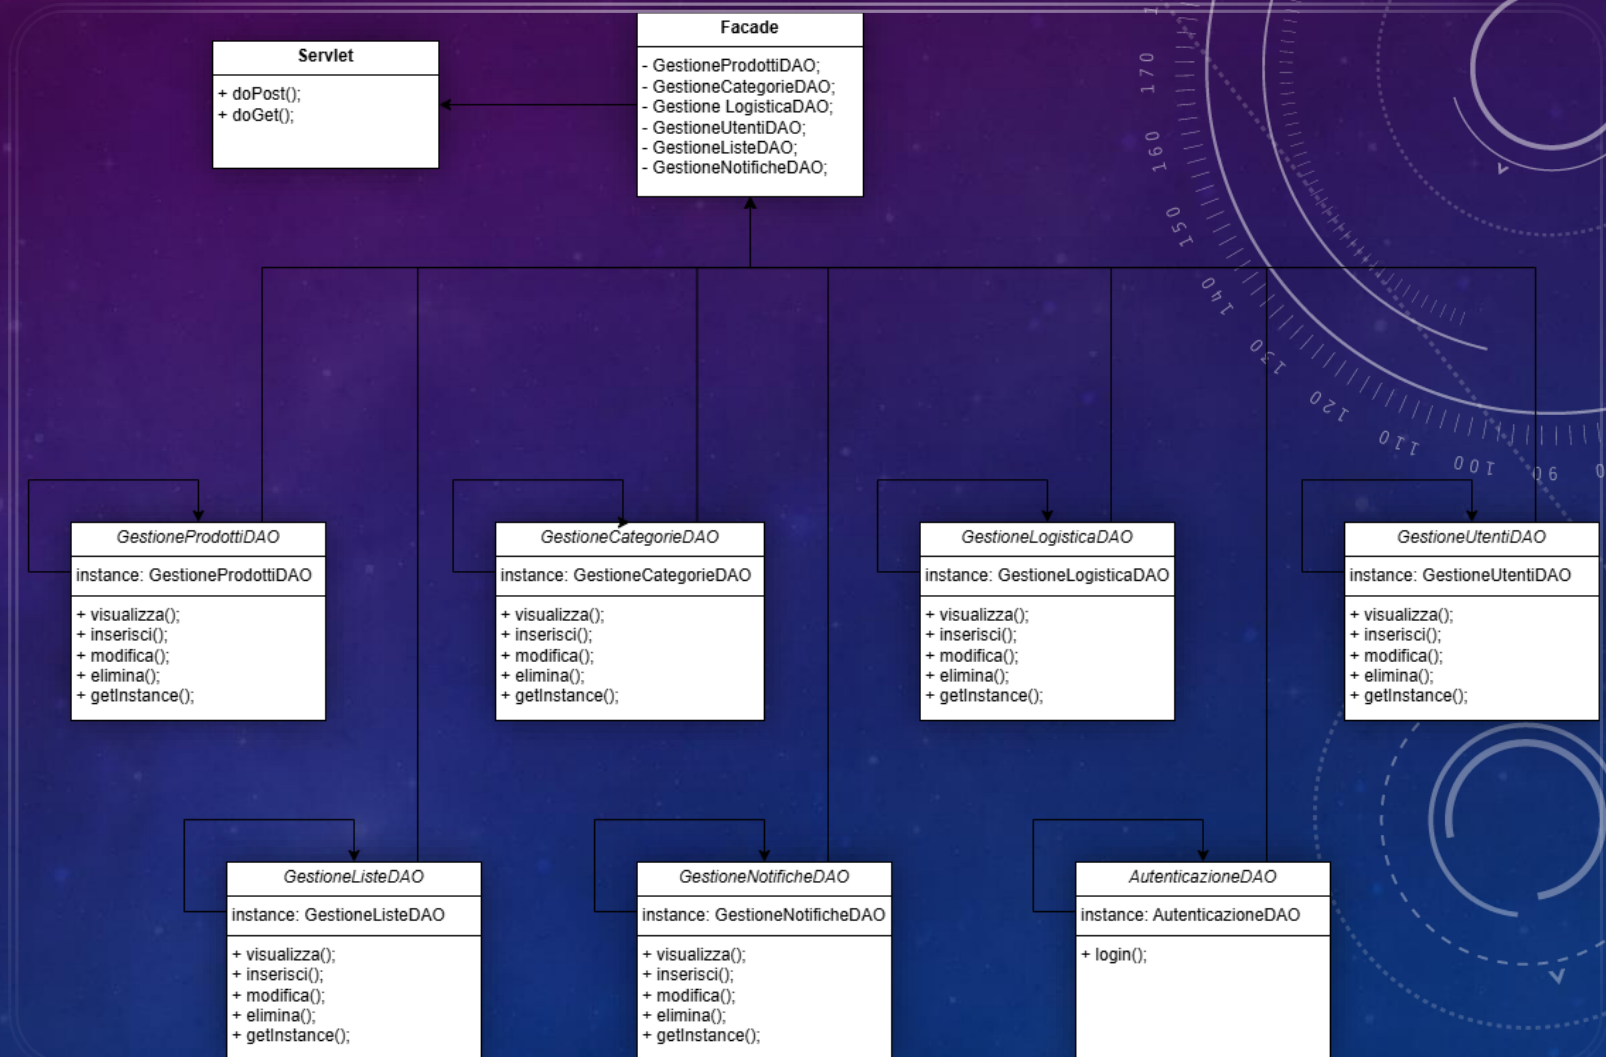 Servlet
+ doPost();
+ doGet();
Facade
- GestioneProdottiDAO;
- GestioneCategorieDAO;
- Gestione LogisticaDAO;
- GestioneUtentiDAO;
- GestioneListeDAO;
- GestioneNotificheDAO;
170
160
150
140
130
120
110
100
90
GestioneProdottiDAO
instance: GestioneProdottiDAO
+ visualizza();
+ inserisci();
+ modifica();
+ elimina();
+ getInstance();
GestioneCategorieDAO
instance: GestioneCategorieDAO
+ visualizza();
+ inserisci();
+ modifica();
+ elimina();
+ getInstance();
GestioneLogisticaDAO
instance: GestioneLogisticaDAO
+ visualizza();
+ inserisci();
+ modifica();
+ elimina();
+ getInstance();
GestioneUtentiDAO
instance: GestioneUtentiDAO
+ visualizza();
+ inserisci();
+ modifica();
+ elimina();
+ getInstance();
GestioneListeDAO
instance: GestioneListeDAO
+ visualizza();
+ inserisci();
+ modifica();
+ elimina();
+ getInstance();
GestioneNotificheDAO
instance: GestioneNotificheDAO
+ visualizza();
+ inserisci();
+ modifica();
+ elimina();
+ getInstance();
AutenticazioneDAO
instance: AutenticazioneDAO
+ login();